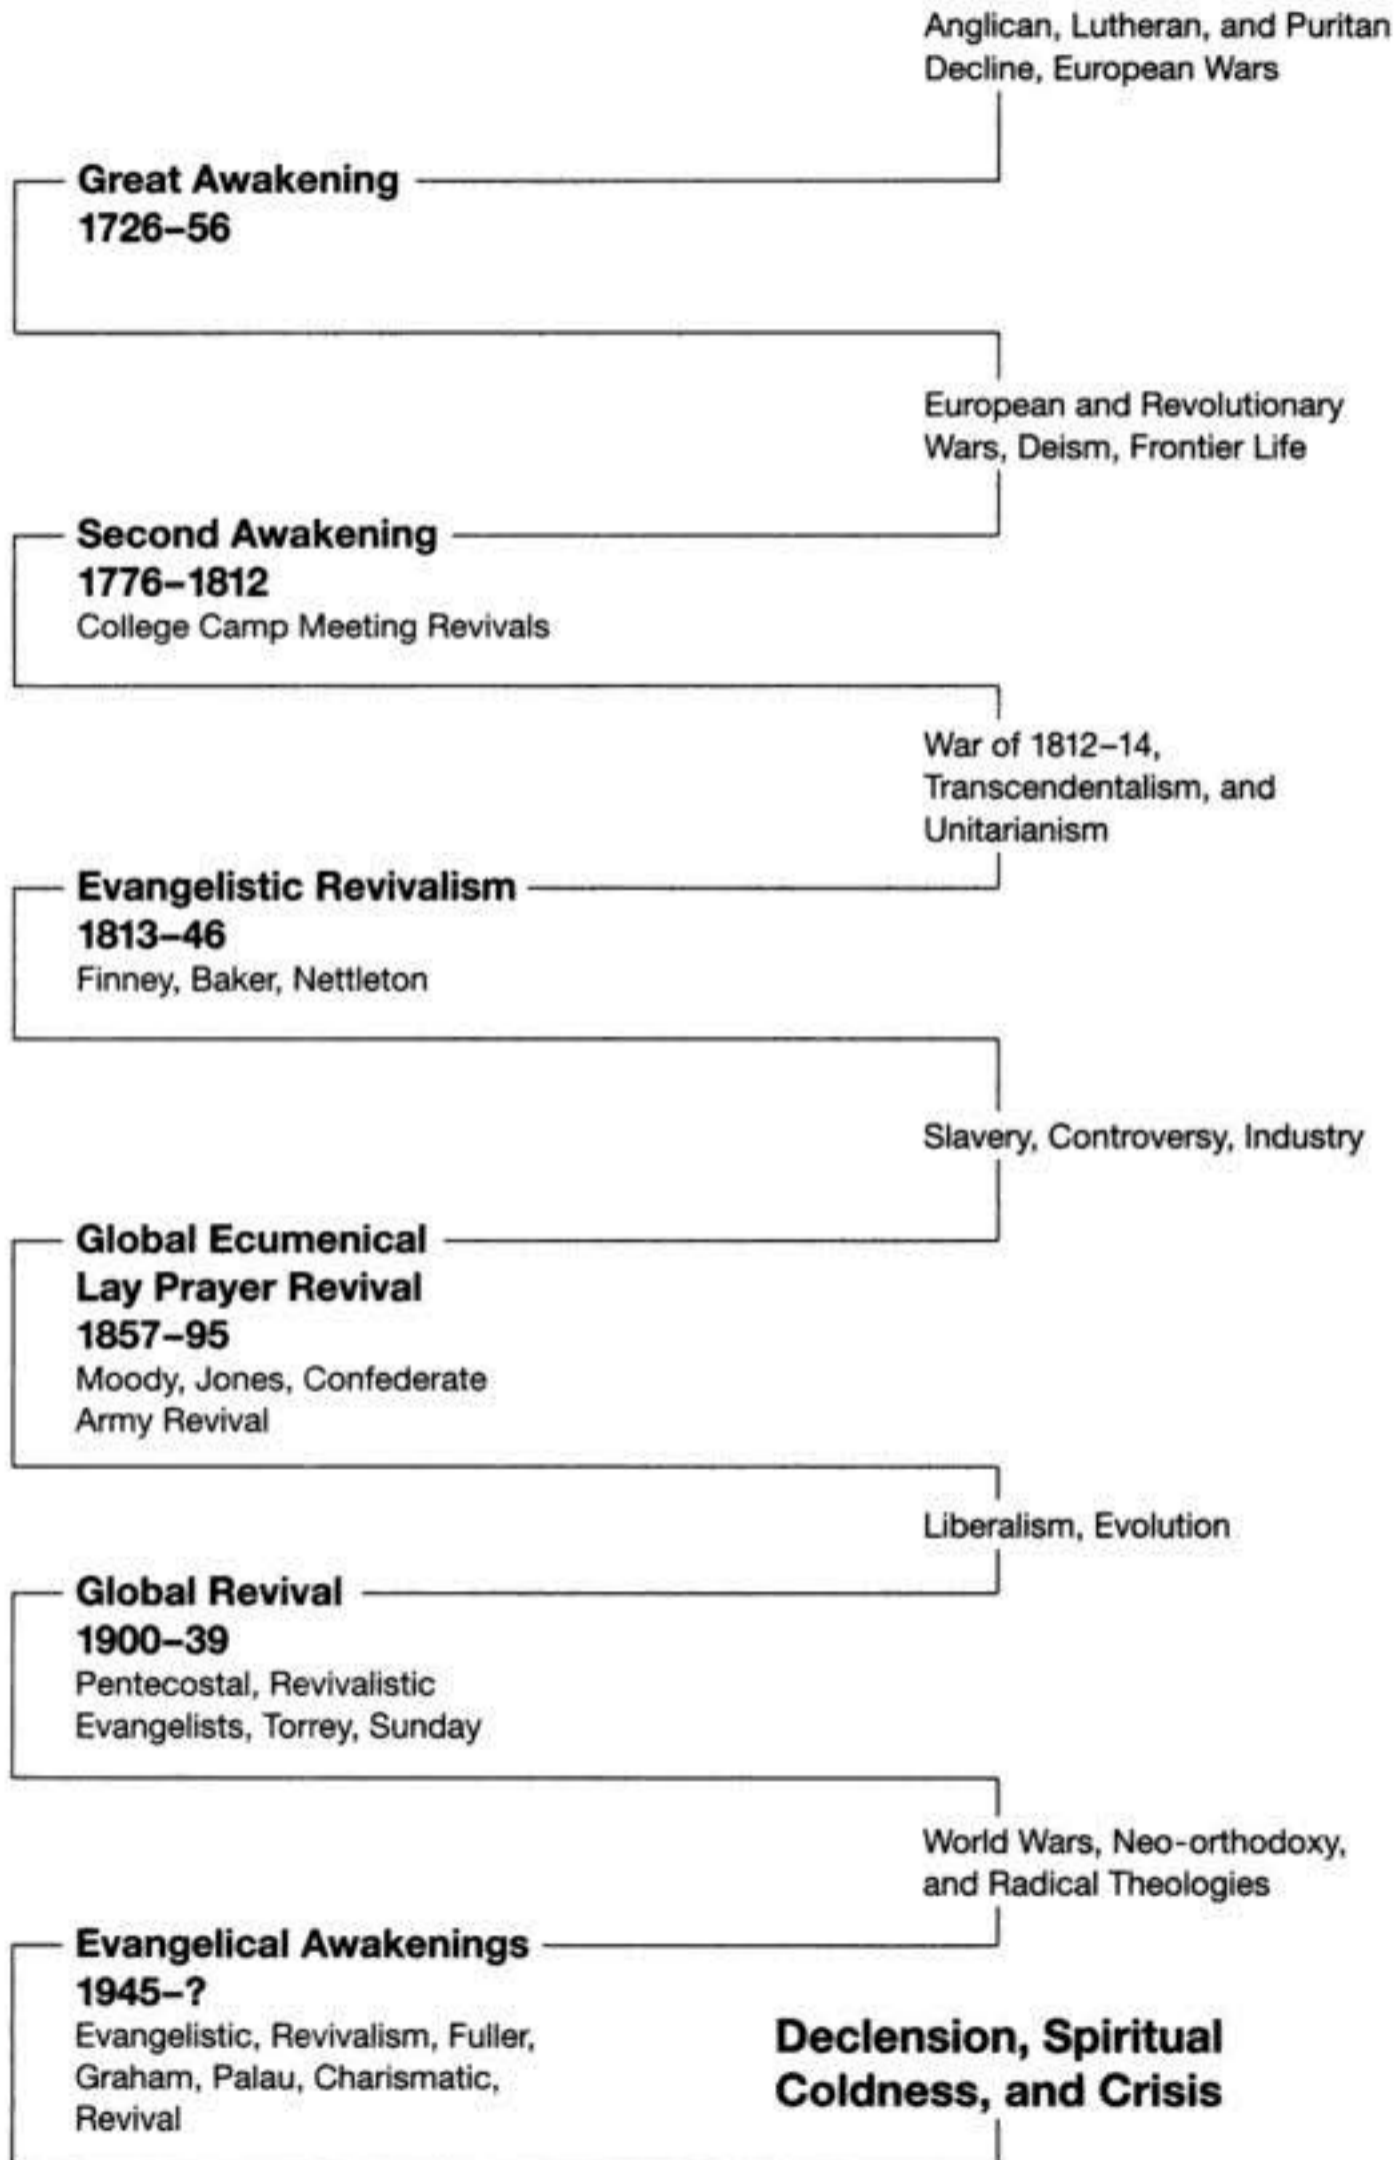 Anglican, Lutheran, and Puritan
Decline, European Wars
Great Awakening
1726–56
European and Revolutionary
Wars, Deism, Frontier Life
Second Awakening
1776–1812
College Camp Meeting Revivals
War of 1812–14,
Transcendentalism, and
Unitarianism
Evangelistic Revivalism
1813–46
Finney, Baker, Nettleton
Slavery, Controversy, Industry
Global Ecumenical
Lay Prayer Revival
1857–95
Moody, Jones, Confederate
Army Revival
Liberalism, Evolution
Global Revival
1900–39
Pentecostal, Revivalistic
Evangelists, Torrey, Sunday
World Wars, Neo-orthodoxy,
and Radical Theologies
Evangelical Awakenings
1945–?
Evangelistic, Revivalism, Fuller,
Graham, Palau, Charismatic,
Revival
Declension, Spiritual
Coldness, and Crisis